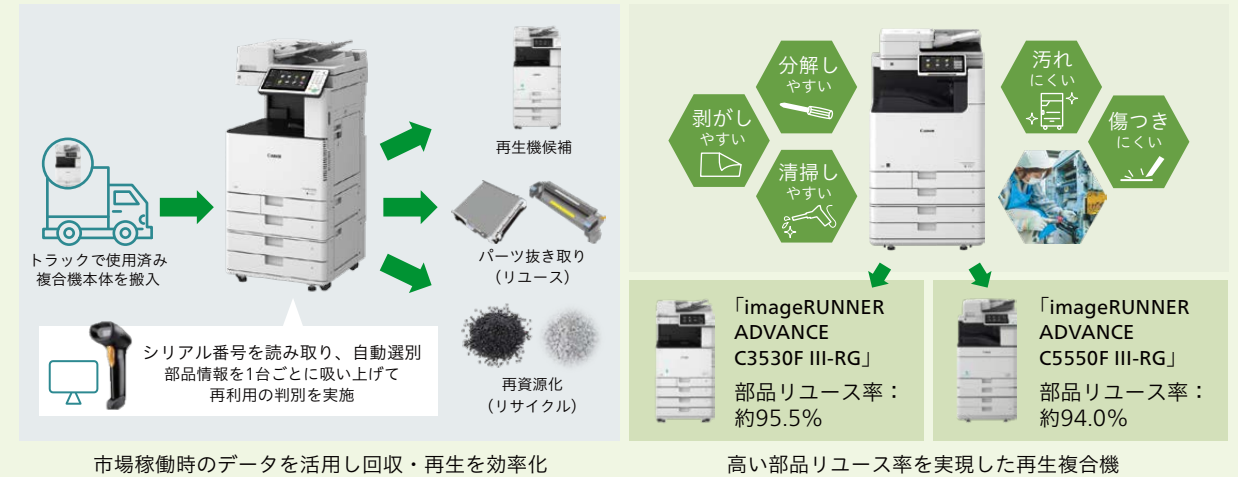 トラックで使用済み
複合機本体を搬入
Canon
シリアル番号を読み取り、自動選別
部品情報を1台ごとに吸い上げて
再利用の判別を実施
再生機候補
パーツ抜き取り
（リユース）
再資源化
（リサイクル）
市場稼働時のデータを活用し回収・再生を効率化
剥がし
やすい
分解し
やすい
清掃し
やすい
Canon
汚れ
にくい
傷つき
にくい
「imageRUNNER
ADVANCE
C3530F III-RG」
部品リユース率：
約95.5%
「imageRUNNER
ADVANCE
C5550F III-RG」
部品リユース率：
約94.0%
高い部品リユース率を実現した再生複合機